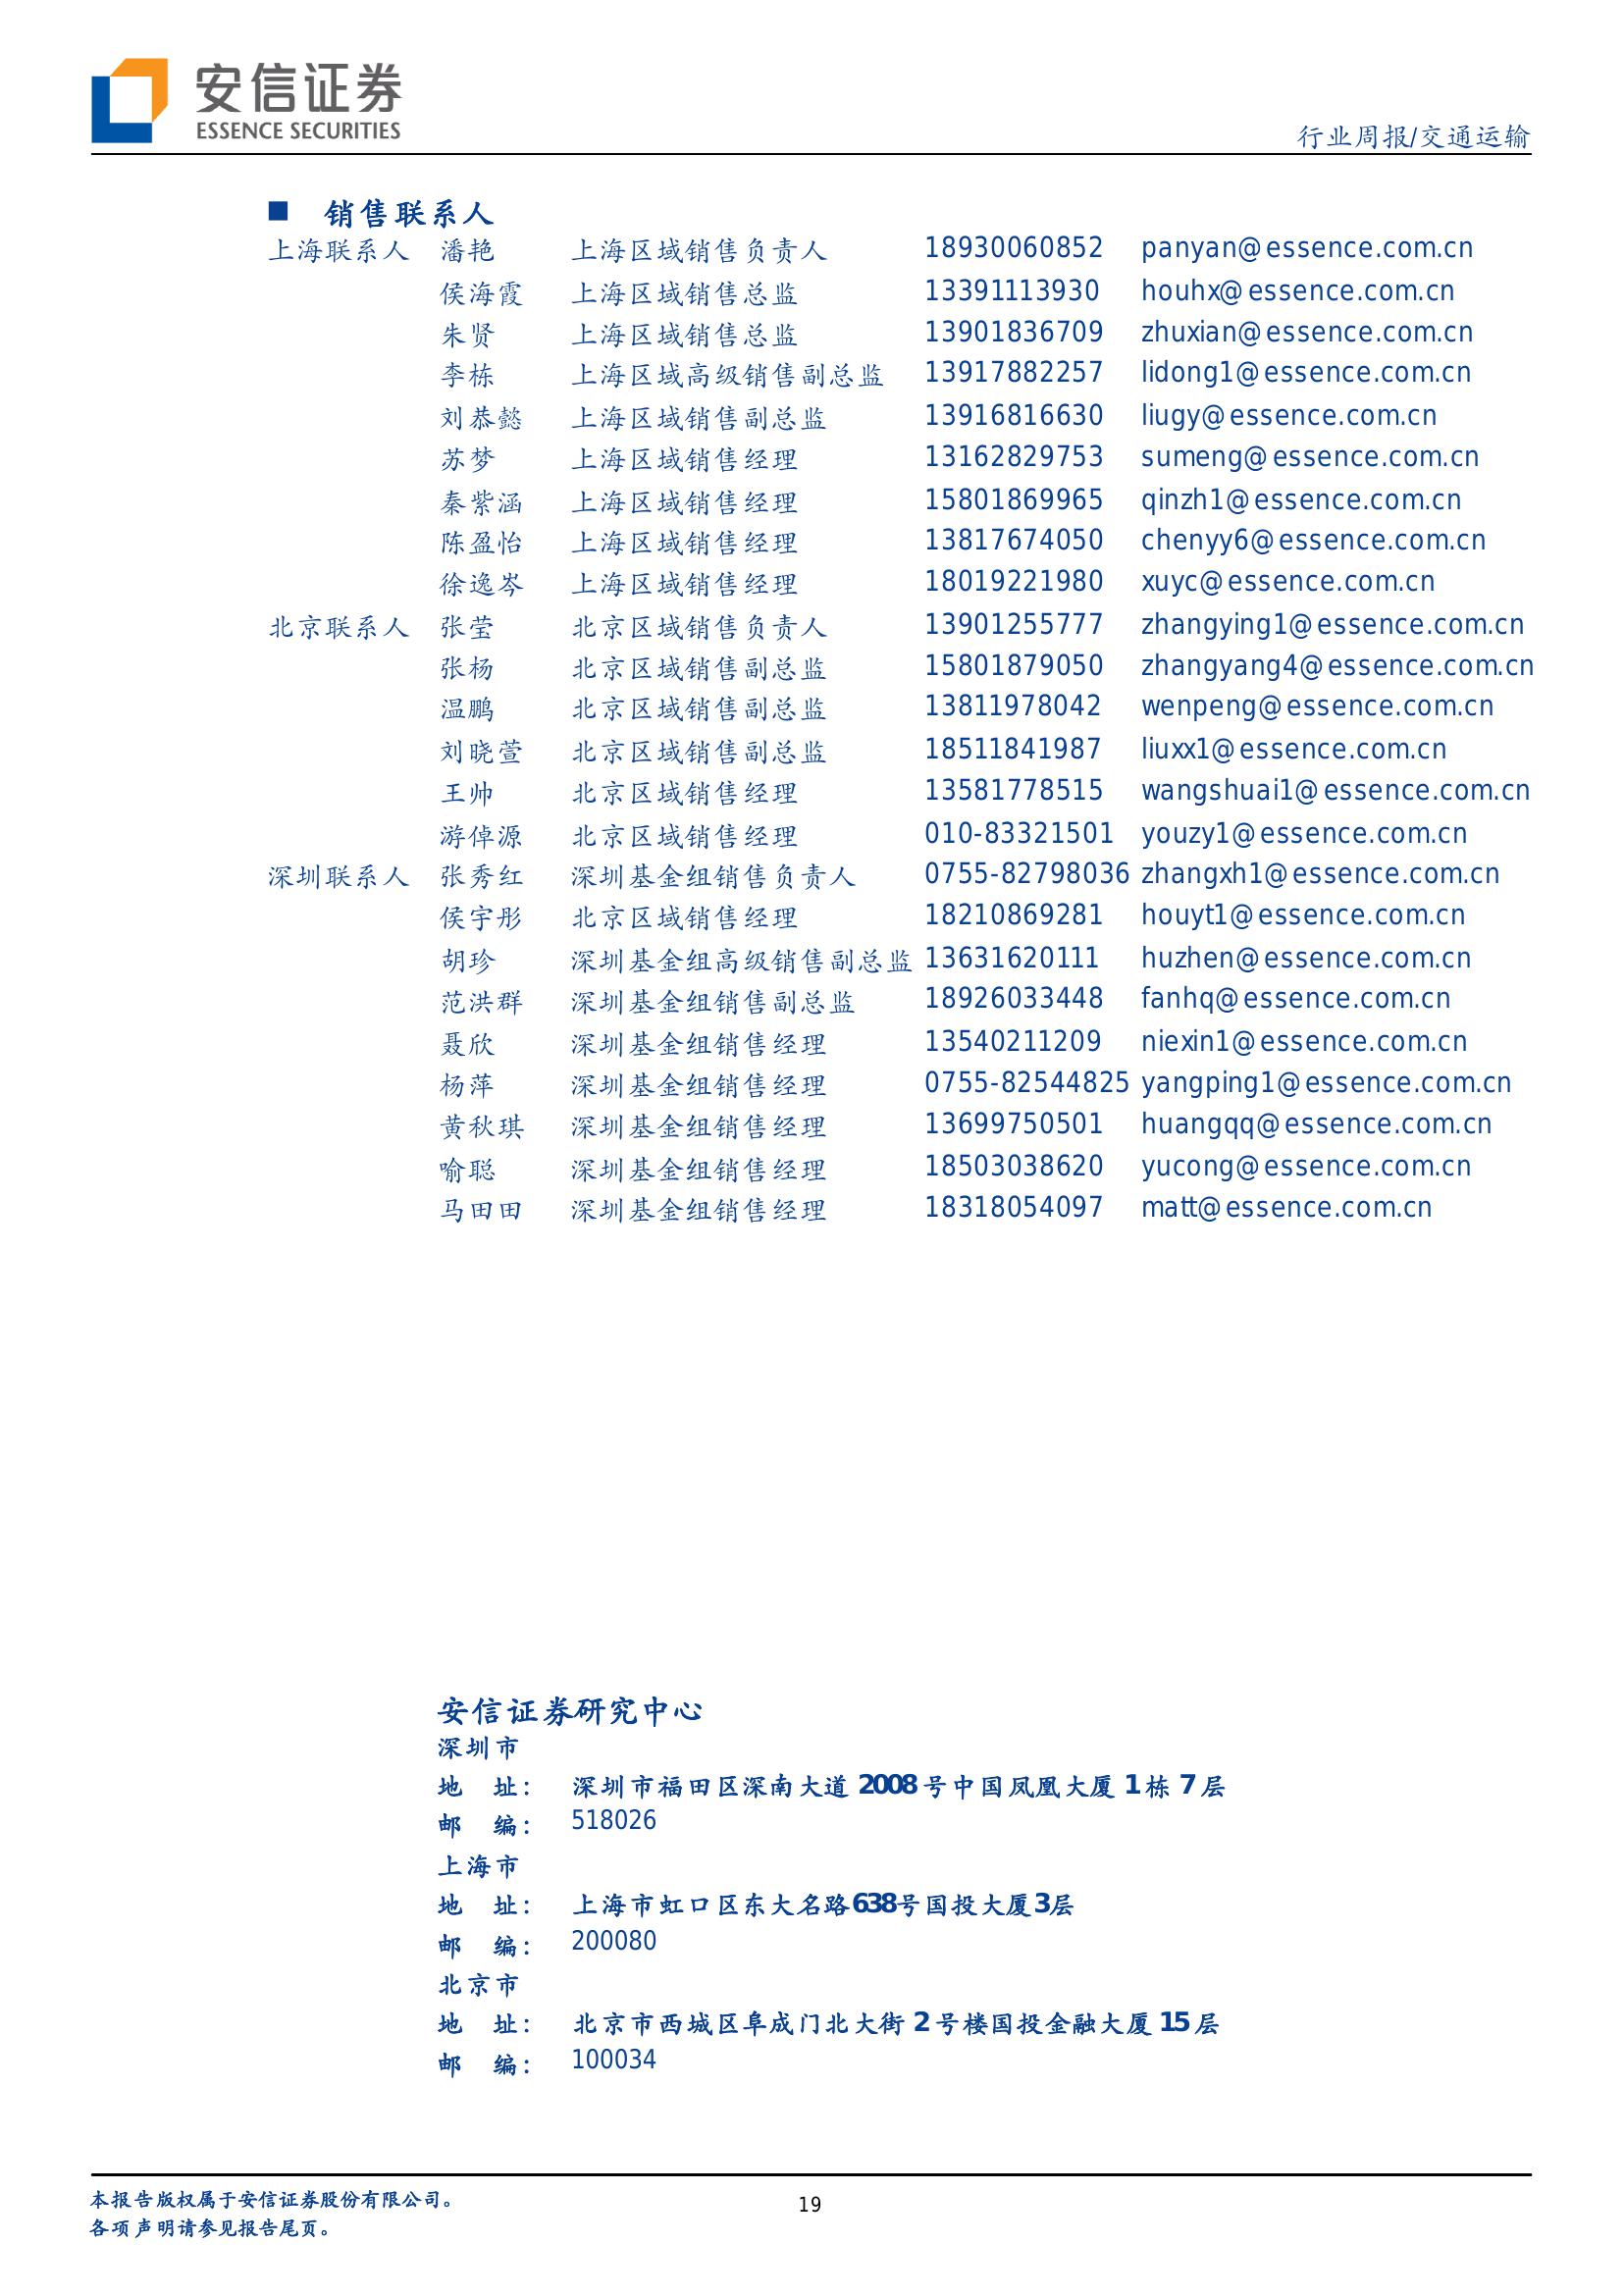 安信证券
ESSENCE SECURITIES
行业周报/交通运输
■ 销售联系人
上海联系人 潘艳 上海区域销售负责人 18930060852 panyan@essence.com.cn
侯海霞 上海区域销售总监 13391113930 houhx@essence.com.cn
朱贤 上海区域销售总监 13901836709 zhuxian@essence.com.cn
李栋 上海区域高级销售副总监 13917882257 lidong1@essence.com.cn
刘恭懿 上海区域销售副总监 13916816630 liugy@essence.com.cn
苏梦 上海区域销售经理 13162829753 sumeng@essence.com.cn
秦紫涵 上海区域销售经理 15801869965 qinzh1@essence.com.cn
陈盈怡 上海区域销售经理 13817674050 chenyy6@essence.com.cn
徐逸岑 上海区域销售经理 18019221980 xuyc@essence.com.cn
北京联系人 张莹 北京区域销售负责人 13901255777 zhangying1@essence.com.cn
张杨 北京区域销售副总监 15801879050 zhangyang4@essence.com.cn
温鹏 北京区域销售副总监 13811978042 wenpeng@essence.com.cn
刘晓萱 北京区域销售副总监 18511841987 liuxx1@essence.com.cn
王帅 北京区域销售经理 13581778515 wangshuai1@essence.com.cn
游倬源 北京区域销售经理 010-83321501 youzy1@essence.com.cn
深圳联系人 张秀红 深圳基金组销售负责人 0755-82798036 zhangxh1@essence.com.cn
侯宇彤 北京区域销售经理 18210869281 houyt1@essence.com.cn
胡珍 深圳基金组高级销售副总监 13631620111 huzhen@essence.com.cn
范洪群 深圳基金组销售副总监 18926033448 fanhq@essence.com.cn
聂欣 深圳基金组销售经理 13540211209 niexin1@essence.com.cn
杨萍 深圳基金组销售经理 0755-82544825 yangping1@essence.com.cn
黄秋琪 深圳基金组销售经理 13699750501 huangqq@essence.com.cn
喻聪 深圳基金组销售经理 18503038620 yucong@essence.com.cn
马田田 深圳基金组销售经理 18318054097 matt@essence.com.cn
安信证券研究中心
深圳市
地 址： 深圳市福田区深南大道 2008 号中国凤凰大厦 1 栋 7 层
邮 编： 518026
上海市
地 址： 上海市虹口区东大名路638号国投大厦3层
邮 编： 200080
北京市
地 址： 北京市西城区阜成门北大街 2 号楼国投金融大厦 15 层
邮 编： 100034
本报告版权属于安信证券股份有限公司。
各项声明请参见报告尾页。
19